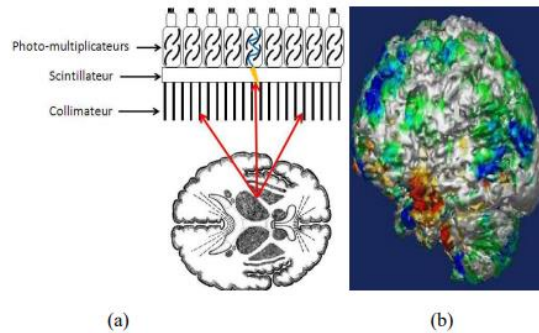 Photo-multiplicateurs
Scintillateur
Collimateur
(a)
(b)